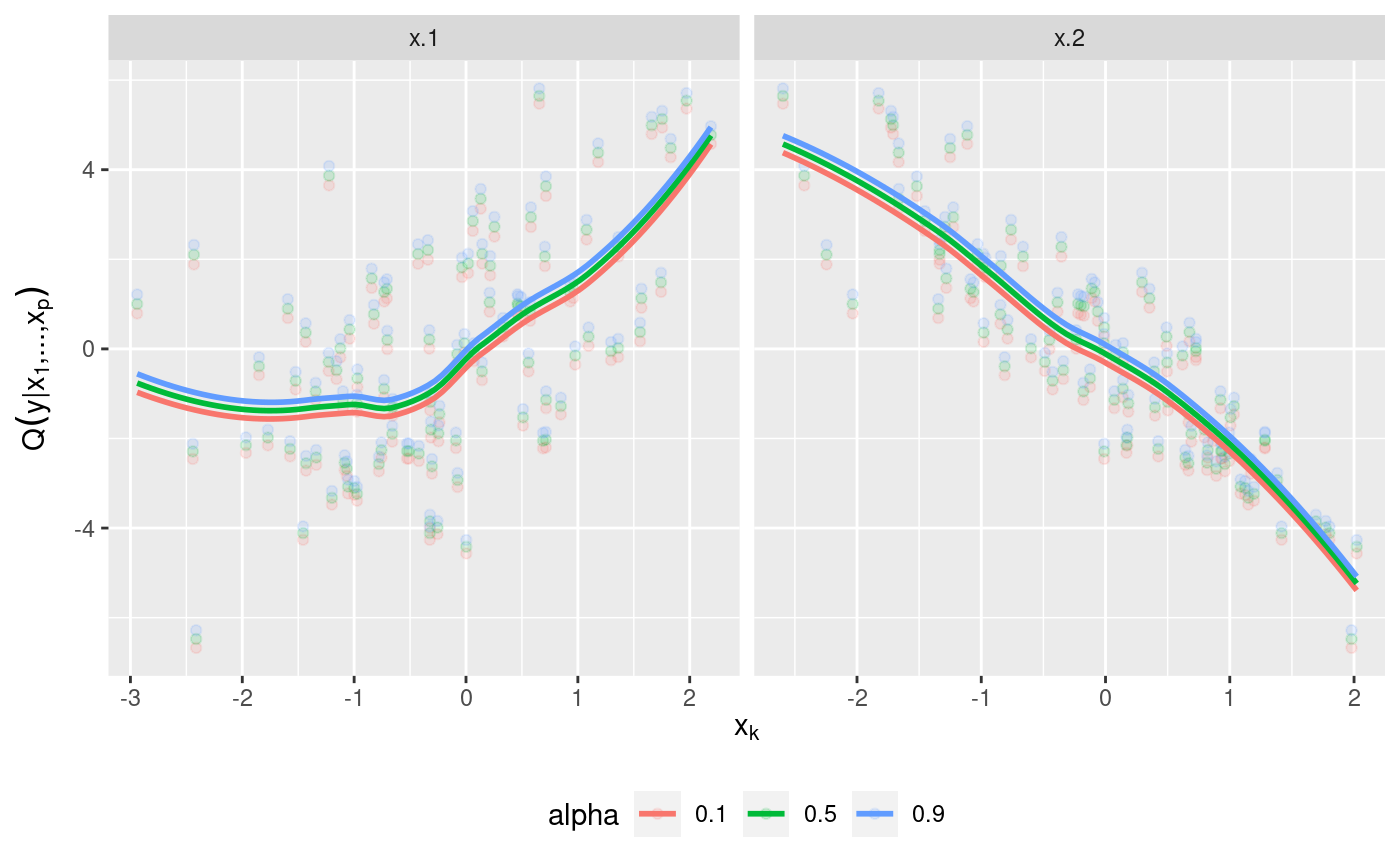 x.1 x.2
4
0
-4
Q(y|x₁,...,xₚ)
-3 -2 -1 0 1 2 -2 -1 0 1 2
xₖ
alpha 0.1 0.5 0.9